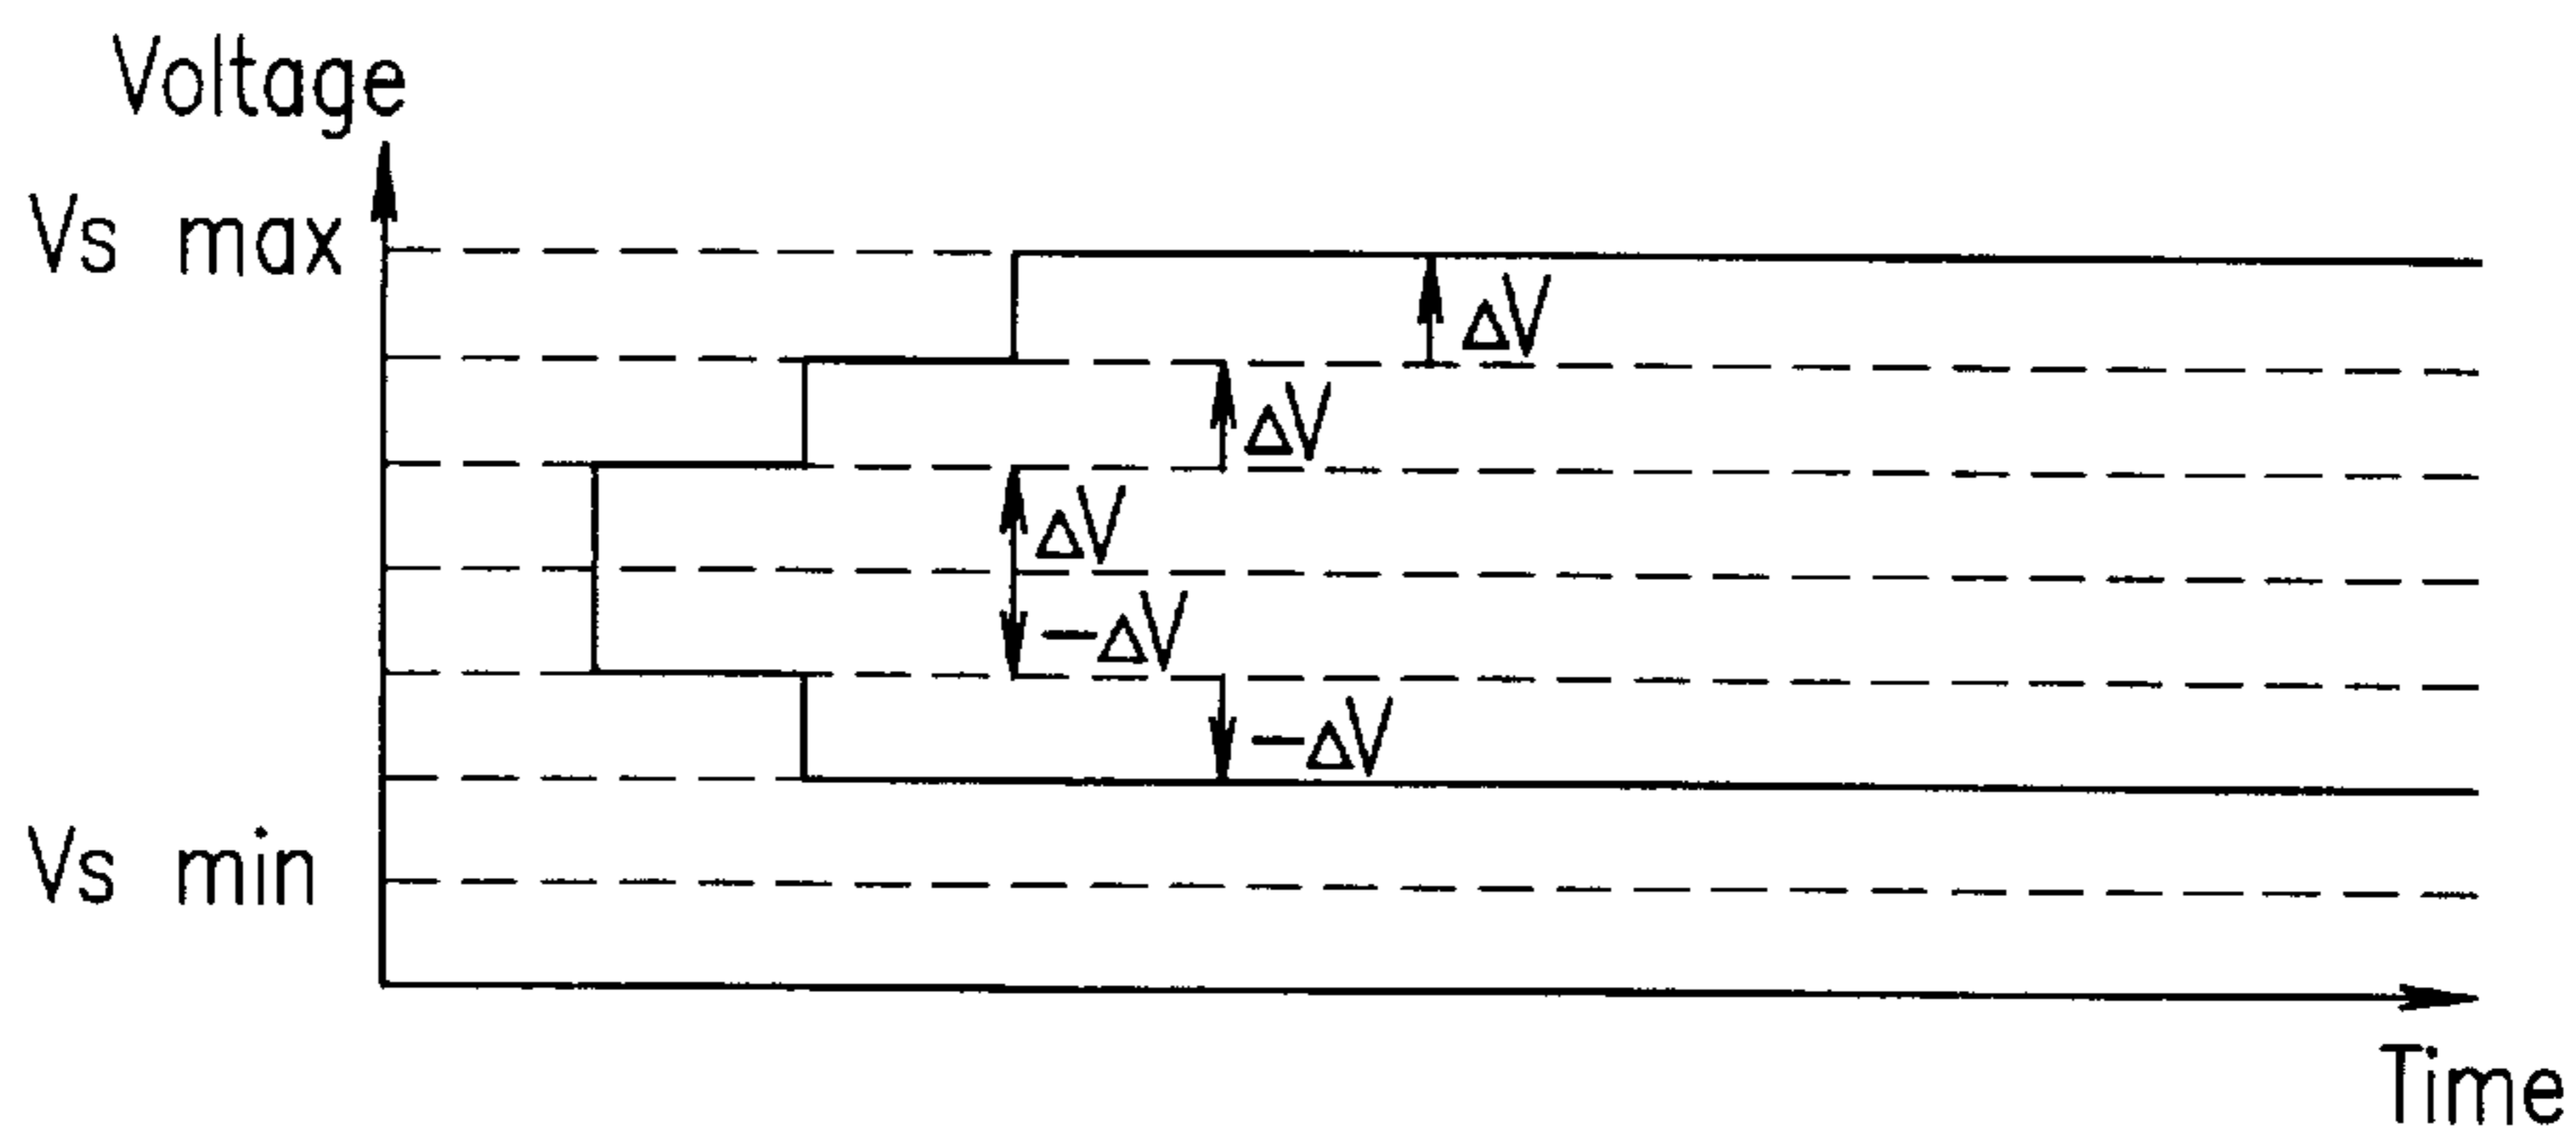 Voltage
Vs max
ΔV
ΔV
ΔV
−ΔV
−ΔV
Vs min
Time